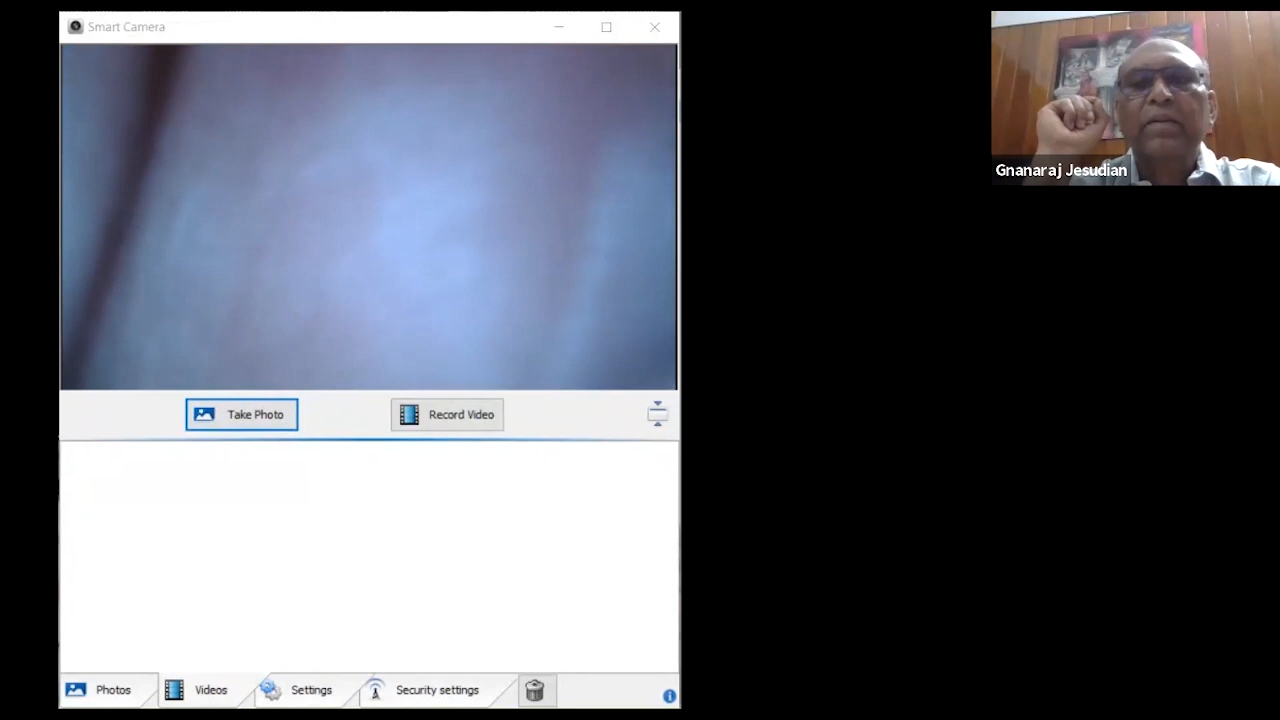 Smart Camera
Gnanaraj Jesudian
Take Photo
Record Video
Photos
Videos
Settings
Security settings